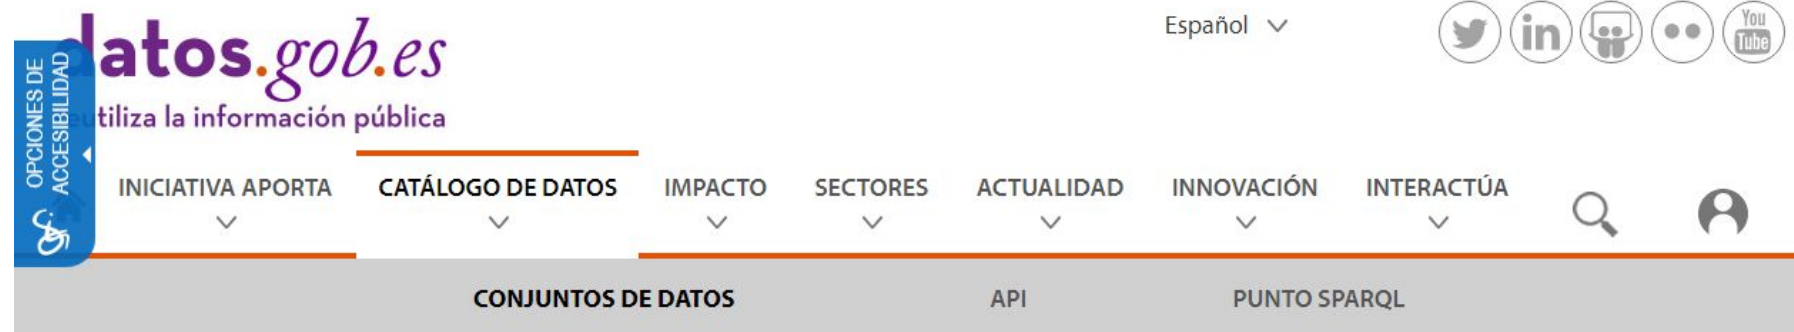 datos.gob.es
utiliza la información pública
Español
You
Tube
in
OPCIONES DE
ACCESIBILIDAD
INICIATIVA APORTA
CATÁLOGO DE DATOS
IMPACTO
SECTORES
ACTUALIDAD
INNOVACIÓN
INTERACTÚA
CONJUNTOS DE DATOS
API
PUNTO SPARQL